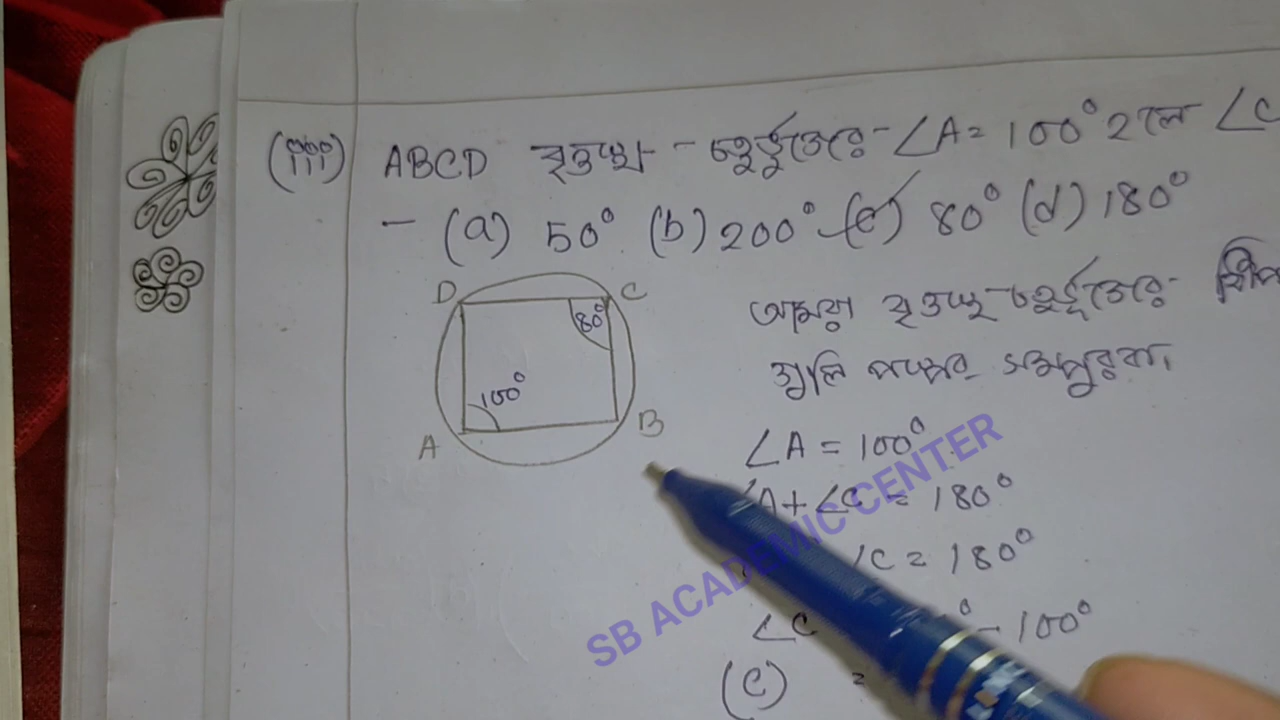 (iii) ABCD বৃত্তস্থ - চতুর্ভূজের ∠A = 100° হলে ∠C
- (a) 50° (b) 200° (c) 80° (d) 180°
D C
80°
100°
A B
আমরা বৃত্তস্থ চতুর্ভূজের
গুলি পরস্পর সম্পূরক।
∠A = 100°
∠A + ∠C = 180°
∠C = 180°
∠C - 100°
(c) =
SB ACADEMIC CENTER